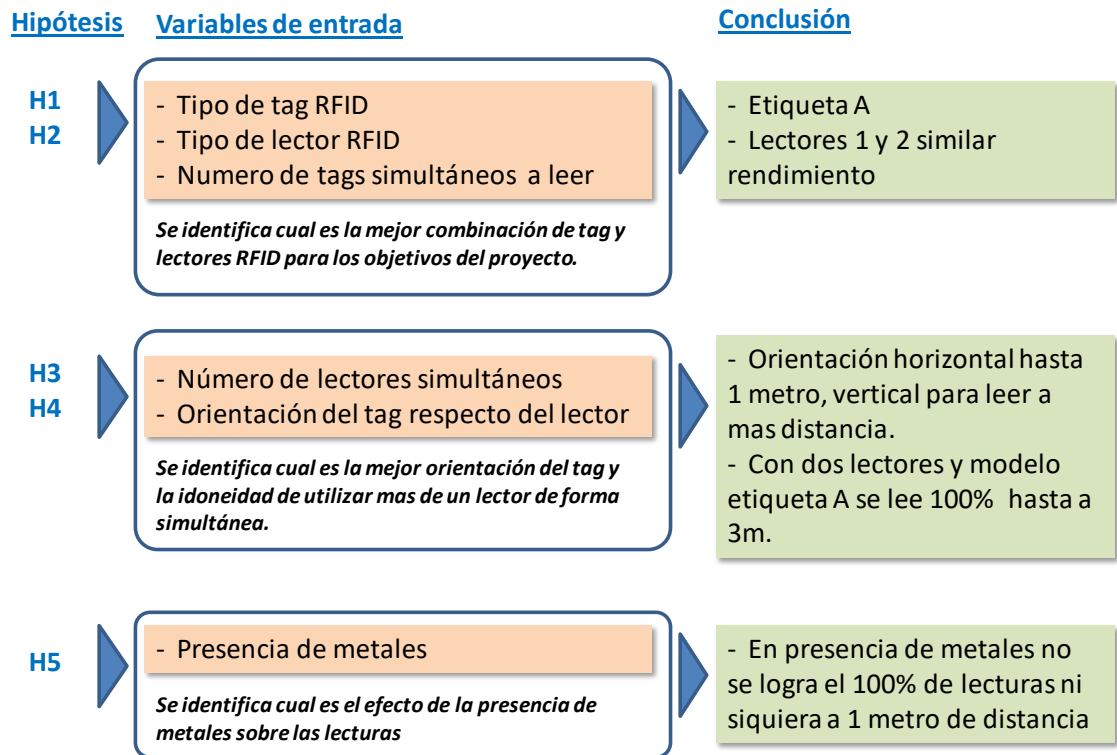 Hipótesis
Variables de entrada
Conclusión
H1
H2
- Tipo de tag RFID
- Tipo de lector RFID
- Numero de tags simultáneos a leer
Se identifica cual es la mejor combinación de tag y
lectores RFID para los objetivos del proyecto.
- Etiqueta A
- Lectores 1 y 2 similar
rendimiento
H3
H4
- Número de lectores simultáneos
- Orientación del tag respecto del lector
Se identifica cual es la mejor orientación del tag y
la idoneidad de utilizar mas de un lector de forma
simultánea.
- Orientación horizontal hasta
1 metro, vertical para leer a
mas distancia.
- Con dos lectores y modelo
etiqueta A se lee 100% hasta a
3m.
H5
- Presencia de metales
Se identifica cual es el efecto de la presencia de
metales sobre las lecturas
- En presencia de metales no
se logra el 100% de lecturas ni
siquiera a 1 metro de distancia